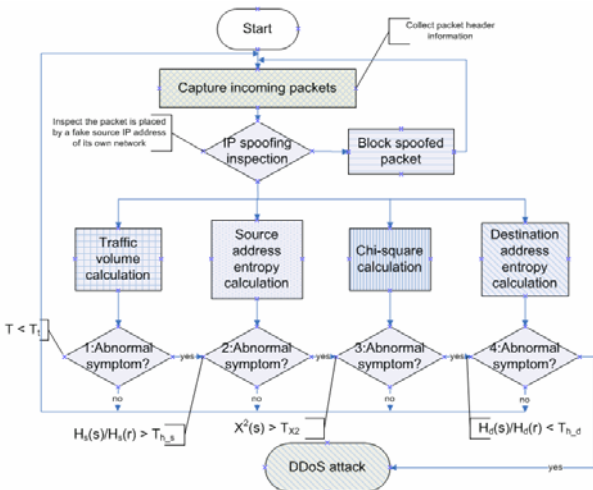 Start
Collect packet header
information
Capture incoming packets
Inspect the packet is placed
by a fake source IP address
of its own network
IP spoofing
inspection
Block spoofed
packet
Traffic
volume
calculation
Source
address
entropy
calculation
Chi-square
calculation
Destination
address
entropy
calculation
T < Tt
1:Abnormal
symptom?
yes
2:Abnormal
symptom?
yes
3:Abnormal
symptom?
yes
4:Abnormal
symptom?
no
no
no
no
Hs(s)/Hs(r) > Th_s
X²(s) > TX2
Hd(s)/Hd(r) < Th_d
DDoS attack
yes